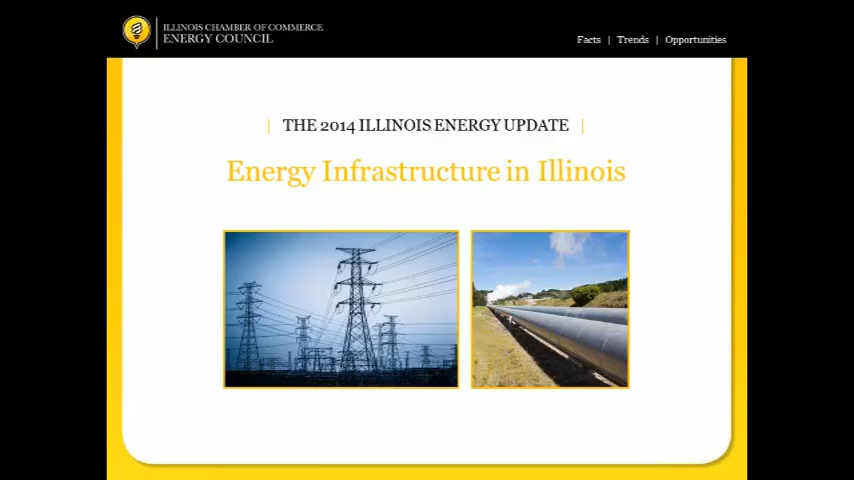 ILLINOIS CHAMBER OF COMMERCE
ENERGY COUNCIL
Facts | Trends | Opportunities
| THE 2014 ILLINOIS ENERGY UPDATE |
Energy Infrastructure in Illinois